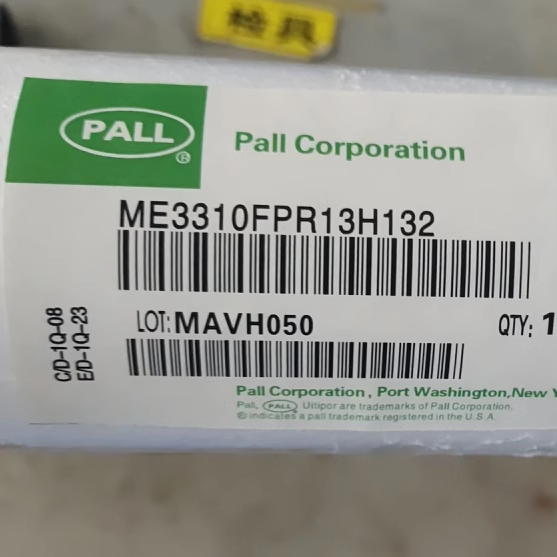 检具
PALL
®
Pall Corporation
ME3310FPR13H132
LOT: MAVH050
QTY: 1
C/D-1Q-08
E/D-1Q-23
Pall Corporation, Port Washington, New Y
Pall, PALL Ultipor are trademarks of Pall Corporation.
® indicates a pall trademark registered in the U.S.A.